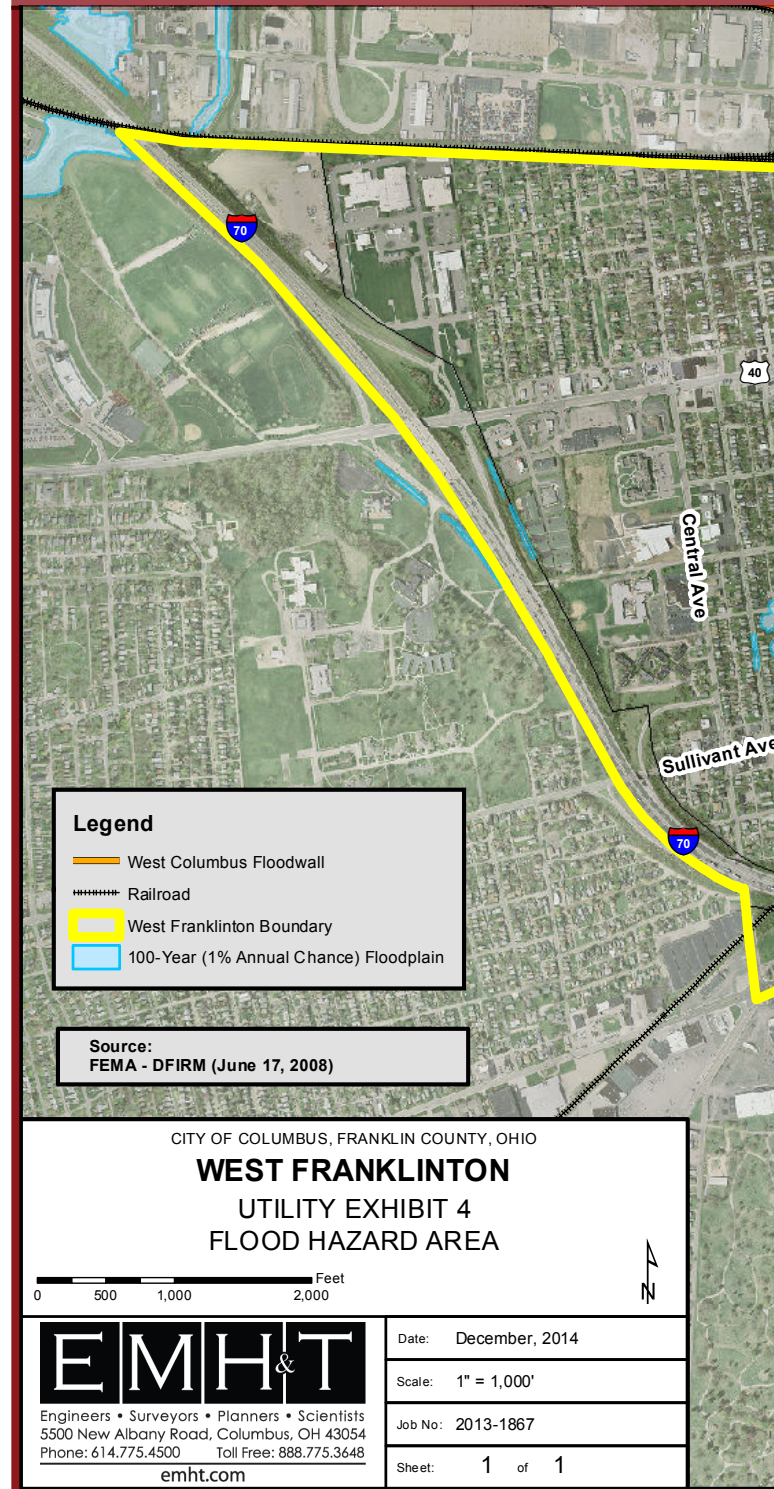 70
40
Central Ave
Sullivant Ave
70
Legend
West Columbus Floodwall
Railroad
West Franklinton Boundary
100-Year (1% Annual Chance) Floodplain
Source:
FEMA - DFIRM (June 17, 2008)
CITY OF COLUMBUS, FRANKLIN COUNTY, OHIO
WEST FRANKLINTON
UTILITY EXHIBIT 4
FLOOD HAZARD AREA
Feet
0 500 1,000 2,000
N
EMH&T
Engineers • Surveyors • Planners • Scientists
5500 New Albany Road, Columbus, OH 43054
Phone: 614.775.4500 Toll Free: 888.775.3648
emht.com
Date: December, 2014
Scale: 1" = 1,000'
Job No: 2013-1867
Sheet: 1 of 1